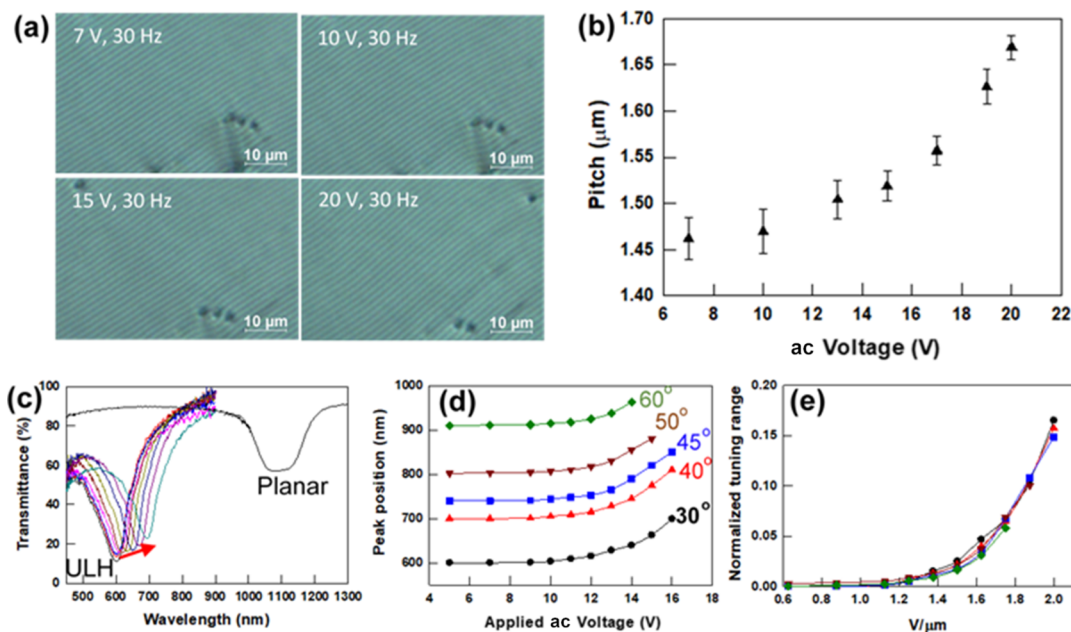 (a)
7 V, 30 Hz
10 µm
10 V, 30 Hz
10 µm
15 V, 30 Hz
10 µm
20 V, 30 Hz
10 µm
(b)
1.70
1.65
1.60
1.55
1.50
1.45
1.40
Pitch (µm)
6 8 10 12 14 16 18 20 22
ac Voltage (V)
(c)
100
80
60
40
20
0
Transmittance (%)
ULH
Planar
500 600 700 800 900 1000 1100 1200 1300
Wavelength (nm)
(d)
1000
900
800
700
600
Peak position (nm)
60°
50°
45°
40°
30°
4 6 8 10 12 14 16 18
Applied ac Voltage (V)
(e)
0.20
0.15
0.10
0.05
0.00
Normalized tuning range
0.6 0.8 1.0 1.2 1.4 1.6 1.8 2.0
V/µm